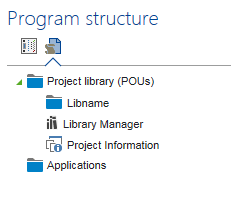 Program structure
Project library (POUs)
Libname
Library Manager
Project Information
Applications